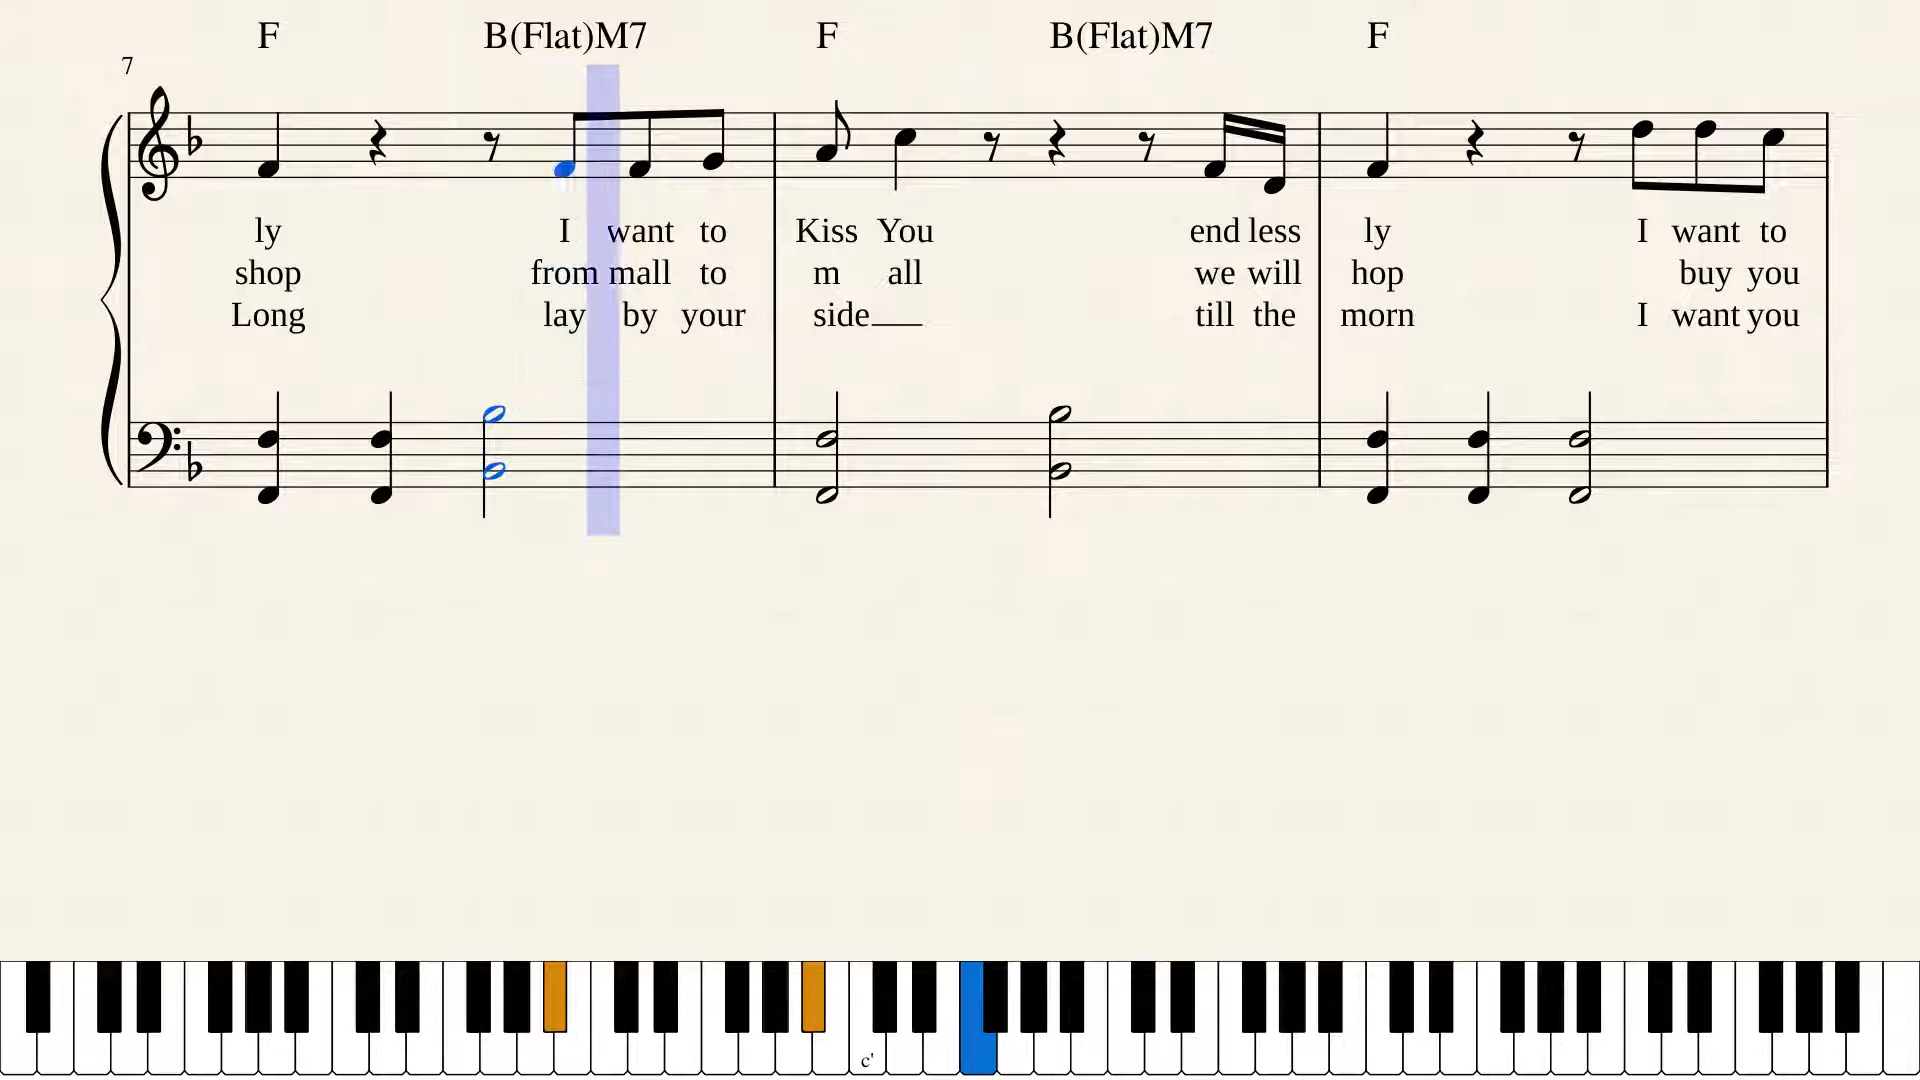 F B(Flat)M7 F B(Flat)M7 F
7
ly I want to Kiss You end less ly I want to
shop from mall to m all we will hop buy you
Long lay by your side till the morn I want you
c'